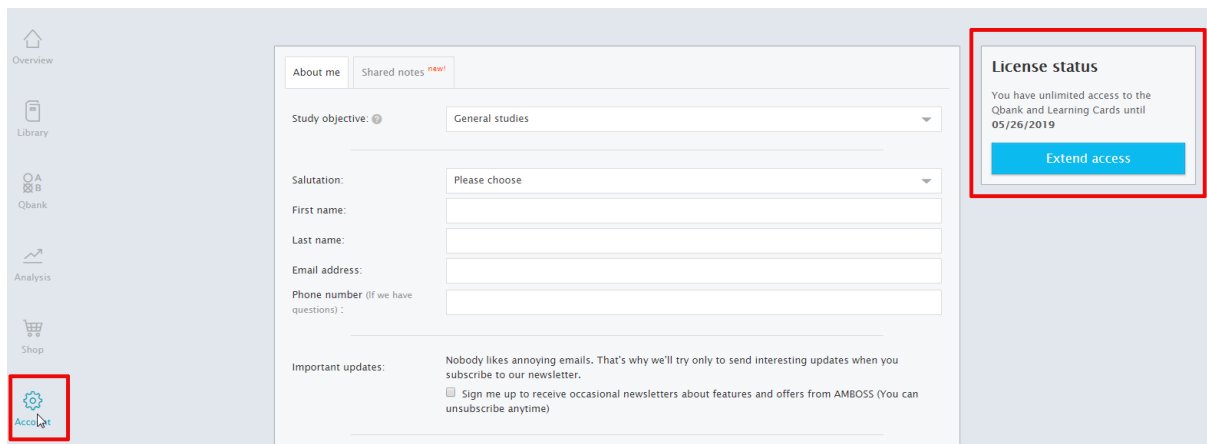 Overview
Library
Qbank
Analysis
Shop
Account
About me
Shared notes new!
Study objective:
General studies
Salutation:
Please choose
First name:
Last name:
Email address:
Phone number (If we have
questions) :
Important updates:
Nobody likes annoying emails. That's why we'll try only to send interesting updates when you
subscribe to our newsletter.
Sign me up to receive occasional newsletters about features and offers from AMBOSS (You can
unsubscribe anytime)
License status
You have unlimited access to the
Qbank and Learning Cards until
05/26/2019
Extend access